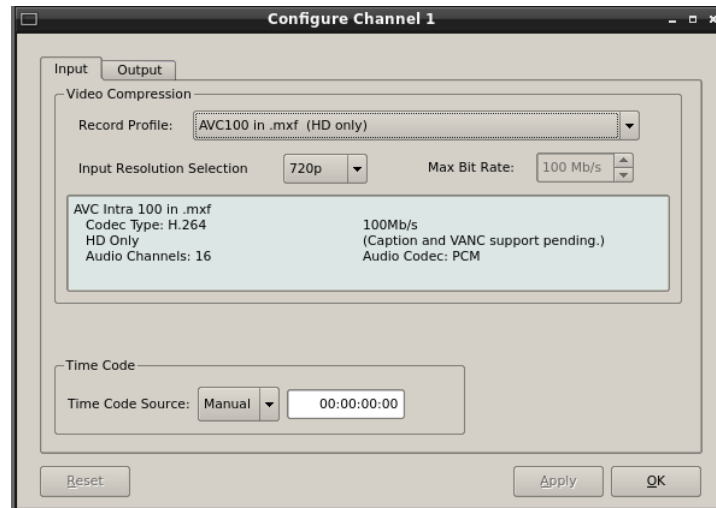 Configure Channel 1
Input Output
Video Compression
Record Profile: AVC100 in .mxf (HD only)
Input Resolution Selection 720p Max Bit Rate: 100 Mb/s
AVC Intra 100 in .mxf
Codec Type: H.264 100Mb/s
HD Only (Caption and VANC support pending.)
Audio Channels: 16 Audio Codec: PCM
Time Code
Time Code Source: Manual 00:00:00:00
Reset Apply OK